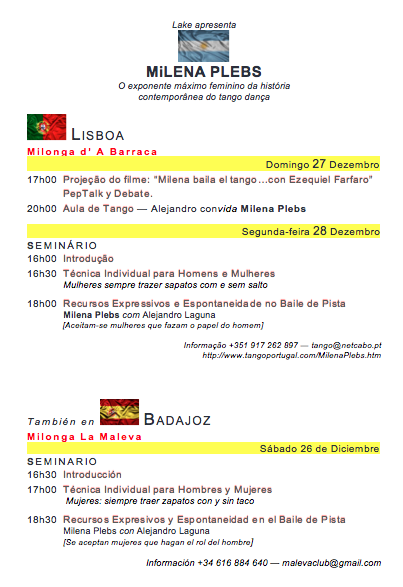 Lake apresenta
MiLENA PLEBS
O exponente máximo feminino da história
contemporânea do tango dança
LISBOA
Milonga d' A Barraca
Domingo 27 Dezembro
17h00 Projeção do filme: "Milena baila el tango ...con Ezequiel Farfaro"
PepTalk y Debate.
20h00 Aula de Tango — Alejandro convida Milena Plebs
Segunda-feira 28 Dezembro
SEMINÁRIO
16h00 Introdução
16h30 Técnica Individual para Homens e Mulheres
Mulheres sempre trazer sapatos com e sem salto
18h00 Recursos Expressivos e Espontaneidade no Baile de Pista
Milena Plebs com Alejandro Laguna
[Aceitam-se mulheres que fazam o papel do homem]
Informação +351 917 262 897 — tango@netcabo.pt
http://www.tangoportugal.com/MilenaPlebs.htm
También en BADAJOZ
Milonga La Maleva
Sábado 26 de Diciembre
SEMINARIO
16h30 Introducción
17h00 Técnica Individual para Hombres y Mujeres
Mujeres: siempre traer zapatos con y sin taco
18h30 Recursos Expresivos y Espontaneidad en el Baile de Pista
Milena Plebs con Alejandro Laguna
[Se aceptan mujeres que hagan el rol del hombre]
Información +34 616 884 640 — malevaclub@gmail.com